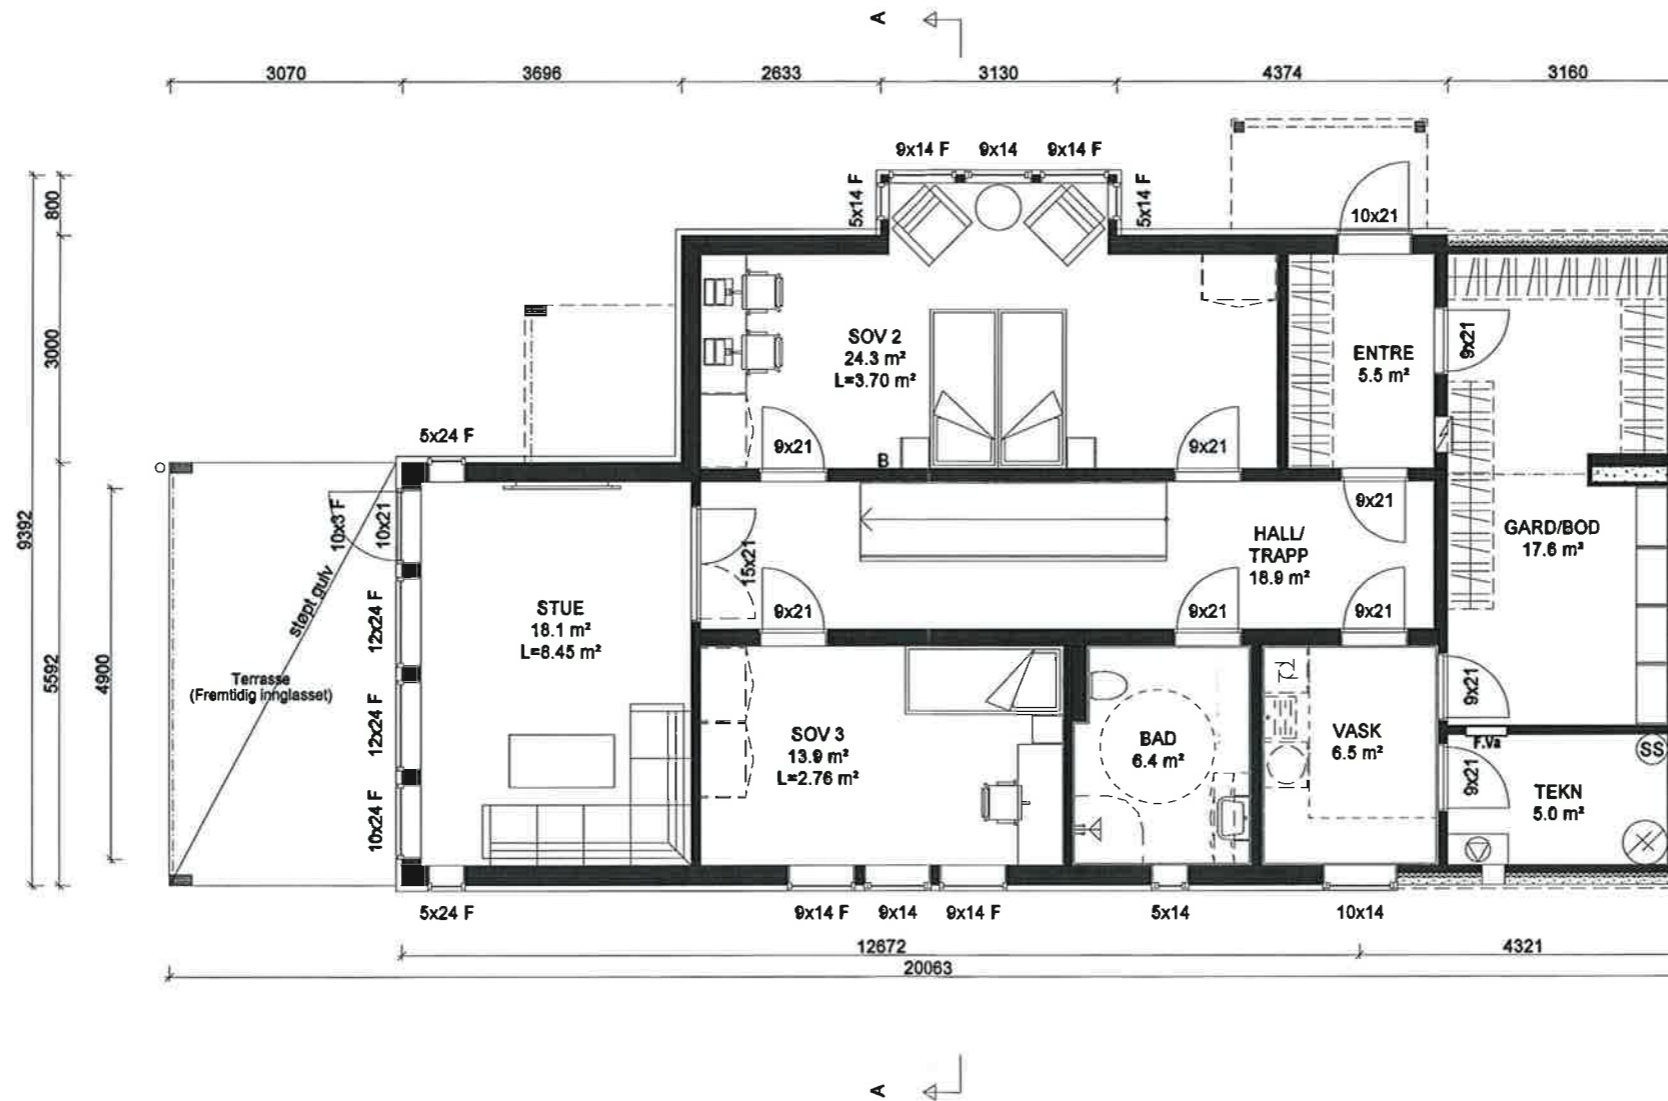 A
3070
3696
2633
3130
4374
3160
9x14 F
9x14
9x14 F
5x14 F
5x14 F
10x21
800
3000
9392
5592
4900
SOV 2
24.3 m²
L=3.70 m²
ENTRE
5.5 m²
9x21
5x24 F
9x21
B
9x21
9x21
10x3 F
10x21
støpt gulv
15x21
HALL/
TRAPP
18.9 m²
GARD/BOD
17.6 m²
12x24 F
STUE
18.1 m²
L=8.45 m²
9x21
9x21
9x21
Terrasse
(Fremtidig innglasset)
9x21
12x24 F
SOV 3
13.9 m²
L=2.76 m²
BAD
6.4 m²
VASK
6.5 m²
F.Va
SS
9x21
TEKN
5.0 m²
10x24 F
5x24 F
9x14 F
9x14
9x14 F
5x14
10x14
12672
4321
20063
A